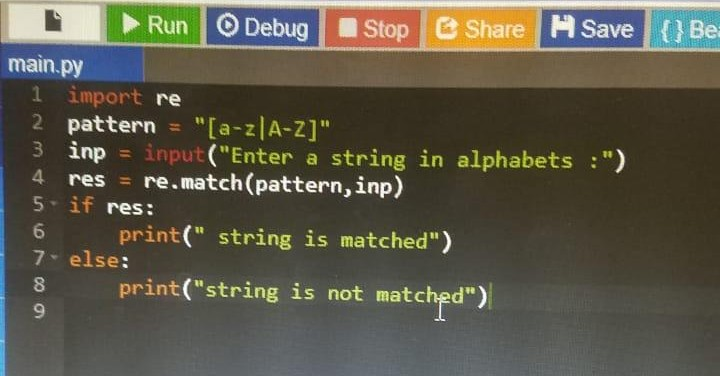 Run Debug Stop Share Save {} Bea
main.py
1 import re
2 pattern = "[a-z|A-Z]"
3 inp = input("Enter a string in alphabets :")
4 res = re.match(pattern,inp)
5 if res:
6     print(" string is matched")
7 else:
8     print("string is not matched")
9